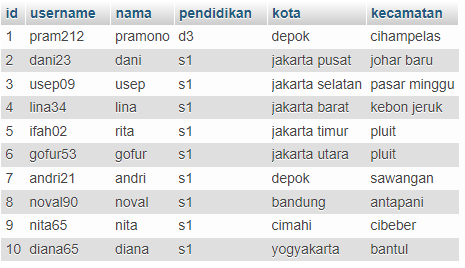 id username nama pendidikan kota kecamatan
1 pram212 pramono d3 depok cihampelas
2 dani23 dani s1 jakarta pusat johar baru
3 usep09 usep s1 jakarta selatan pasar minggu
4 lina34 lina s1 jakarta barat kebon jeruk
5 ifah02 rita s1 jakarta timur pluit
6 gofur53 gofur s1 jakarta utara pluit
7 andri21 andri s1 depok sawangan
8 noval90 noval s1 bandung antapani
9 nita65 nita s1 cimahi cibeber
10 diana65 diana s1 yogyakarta bantul